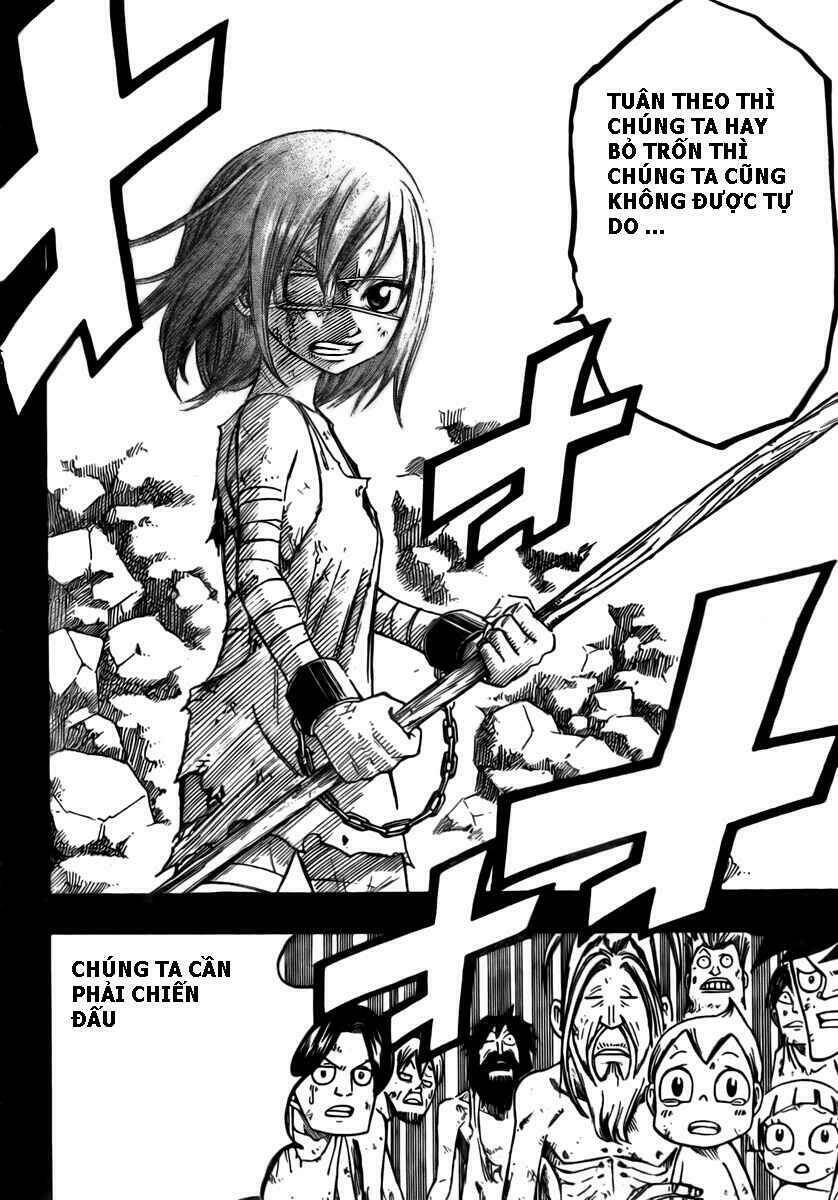 TUÂN THEO THÌ
CHÚNG TA HAY
BỎ TRỐN THÌ
CHÚNG TA CŨNG
KHÔNG ĐƯỢC TỰ
DO ...
CHÚNG TA CẦN
PHẢI CHIẾN
ĐẤU